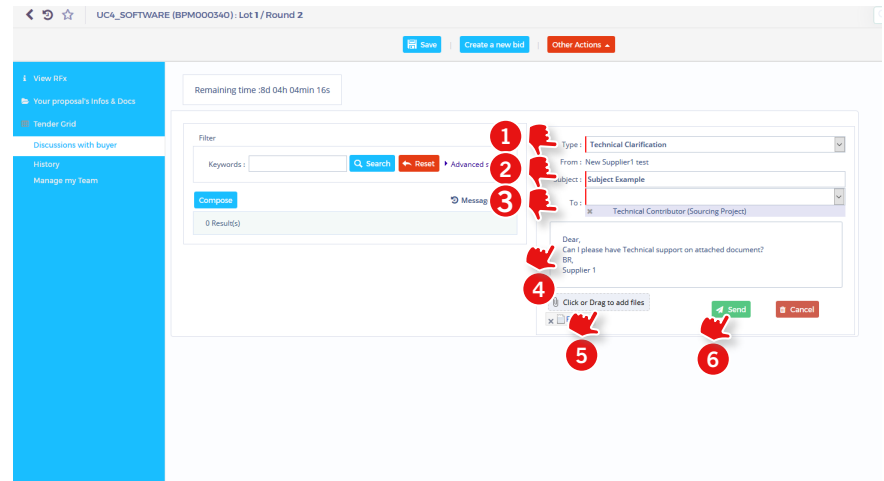 UC4_SOFTWARE (BPM000340) : Lot 1 / Round 2
Save
Create a new bid
Other Actions
View RFx
Your proposal's Infos & Docs
Tender Grid
Discussions with buyer
History
Manage my Team
Remaining time :8d 04h 04min 16s
Filter
Keywords :
Search
Reset
Advanced
Compose
0 Result(s)
1
Type : Technical Clarification
2
From : New Supplier1 test
Subject Example
3
To :
Technical Contributor (Sourcing Project)
Dear,
Can I please have Technical support on attached document?
BR,
Supplier 1
4
Click or Drag to add files
Send
Cancel
5
6